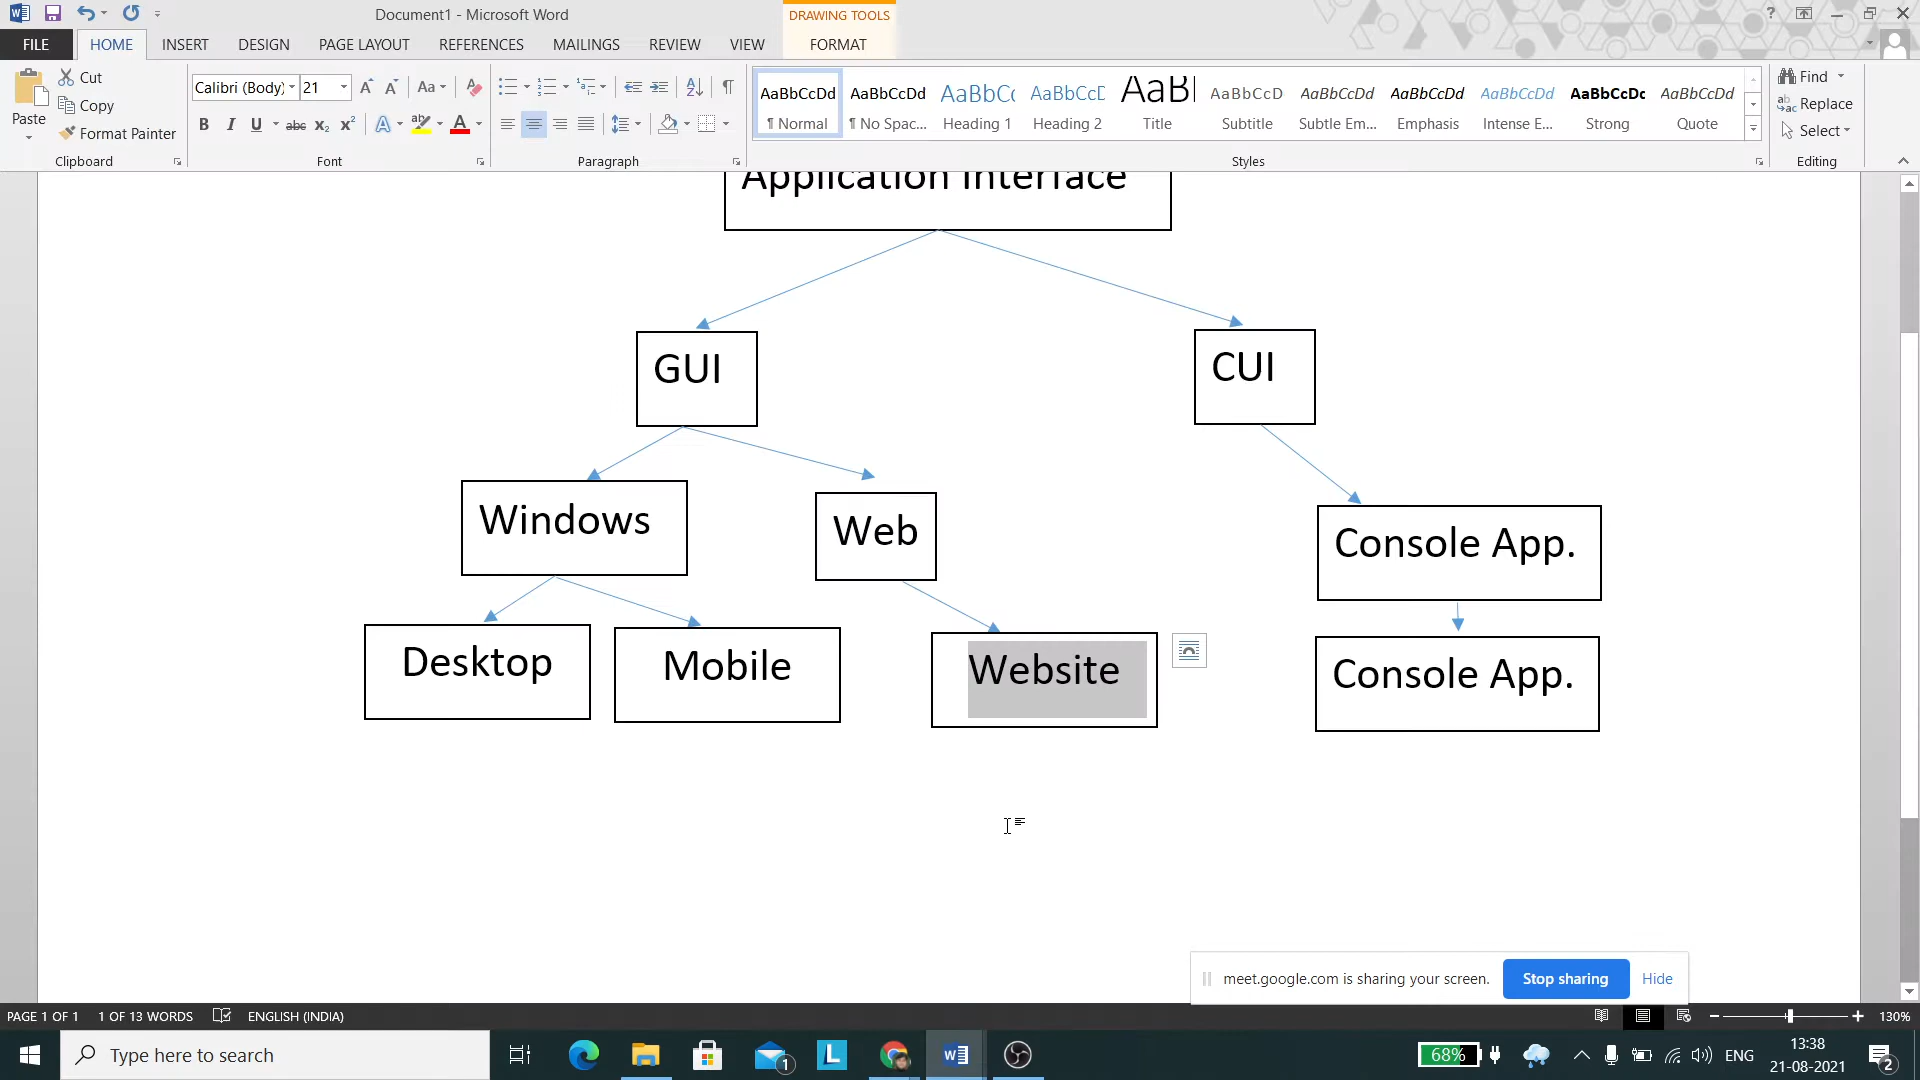 Document1 - Microsoft Word
DRAWING TOOLS
FILE
HOME
INSERT
DESIGN
PAGE LAYOUT
REFERENCES
MAILINGS
REVIEW
VIEW
FORMAT
Paste
Cut
Copy
Format Painter
Clipboard
Calibri (Body)
21
Font
Paragraph
AaBbCcDd
¶ Normal
AaBbCcDd
¶ No Spac...
AaBbCc
Heading 1
AaBbCcD
Heading 2
AaB
Title
AaBbCcD
Subtitle
AaBbCcDd
Subtle Em...
AaBbCcDd
Emphasis
AaBbCcDd
Intense E...
AaBbCcDc
Strong
AaBbCcDd
Quote
Styles
Find
Replace
Select
Editing
Application Interface
GUI
CUI
Windows
Web
Console App.
Desktop
Mobile
Website
Console App.
meet.google.com is sharing your screen.
Stop sharing
Hide
PAGE 1 OF 1
1 OF 13 WORDS
ENGLISH (INDIA)
130%
Type here to search
1
68%
ENG
13:38
21-08-2021
2